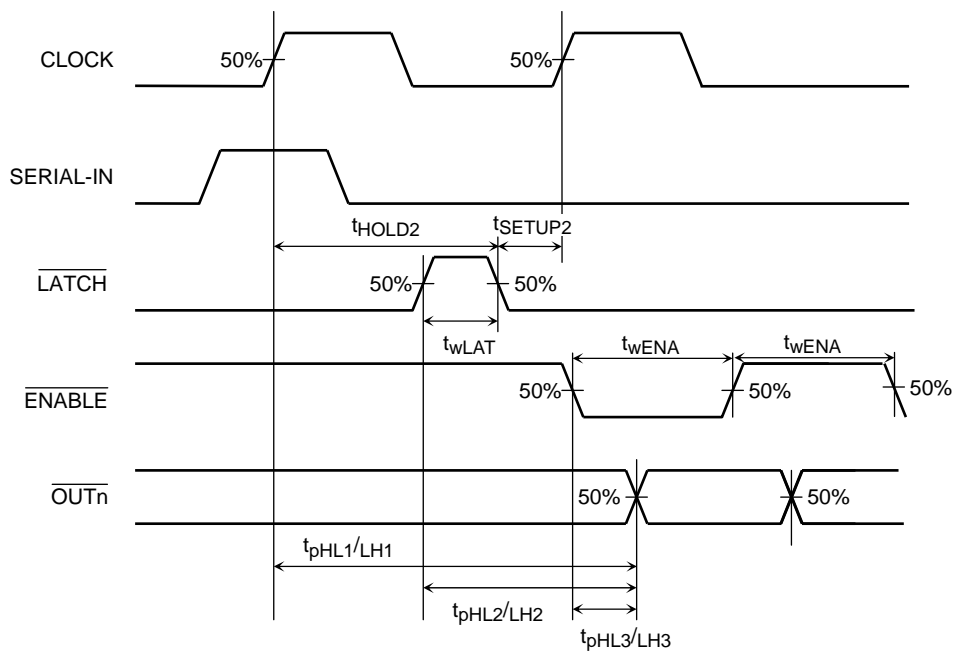 CLOCK
50%
50%
SERIAL-IN
tHOLD2
tSETUP2
LATCH
50%
50%
twLAT
twENA
twENA
ENABLE
50%
50%
50%
OUTn
50%
50%
tpHL1/LH1
tpHL2/LH2
tpHL3/LH3